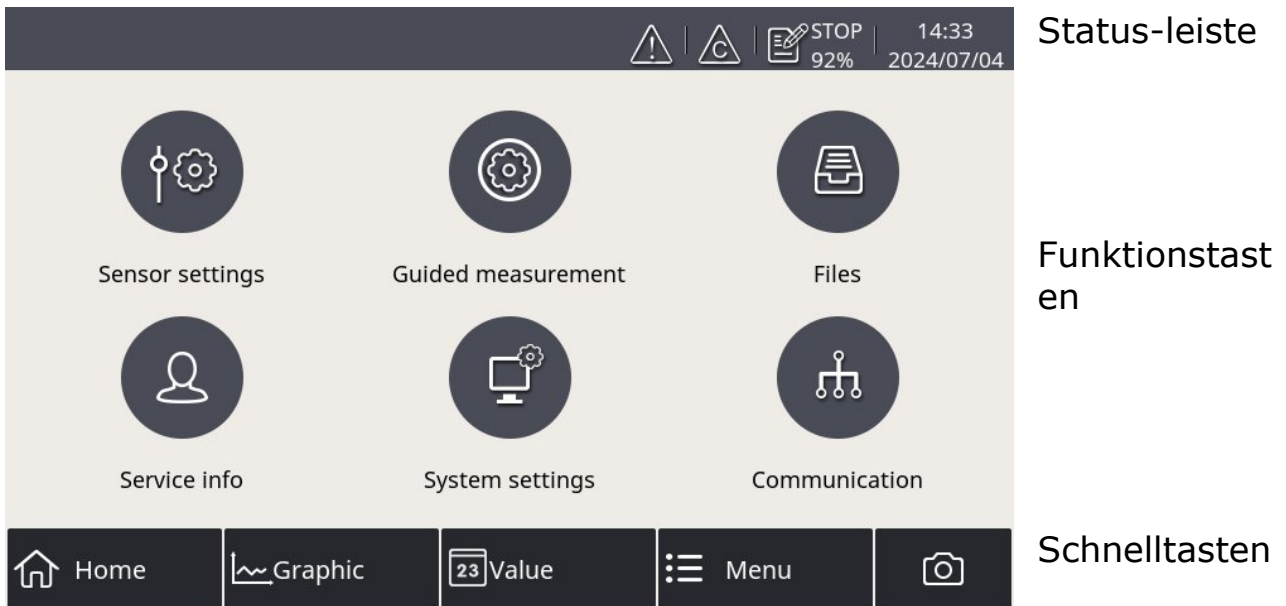 STOP 14:33
92% 2024/07/04
Status-leiste
C
Sensor settings Guided measurement Files
Funktionstast
en
Service info System settings Communication
Home Graphic 23 Value Menu
Schnelltasten